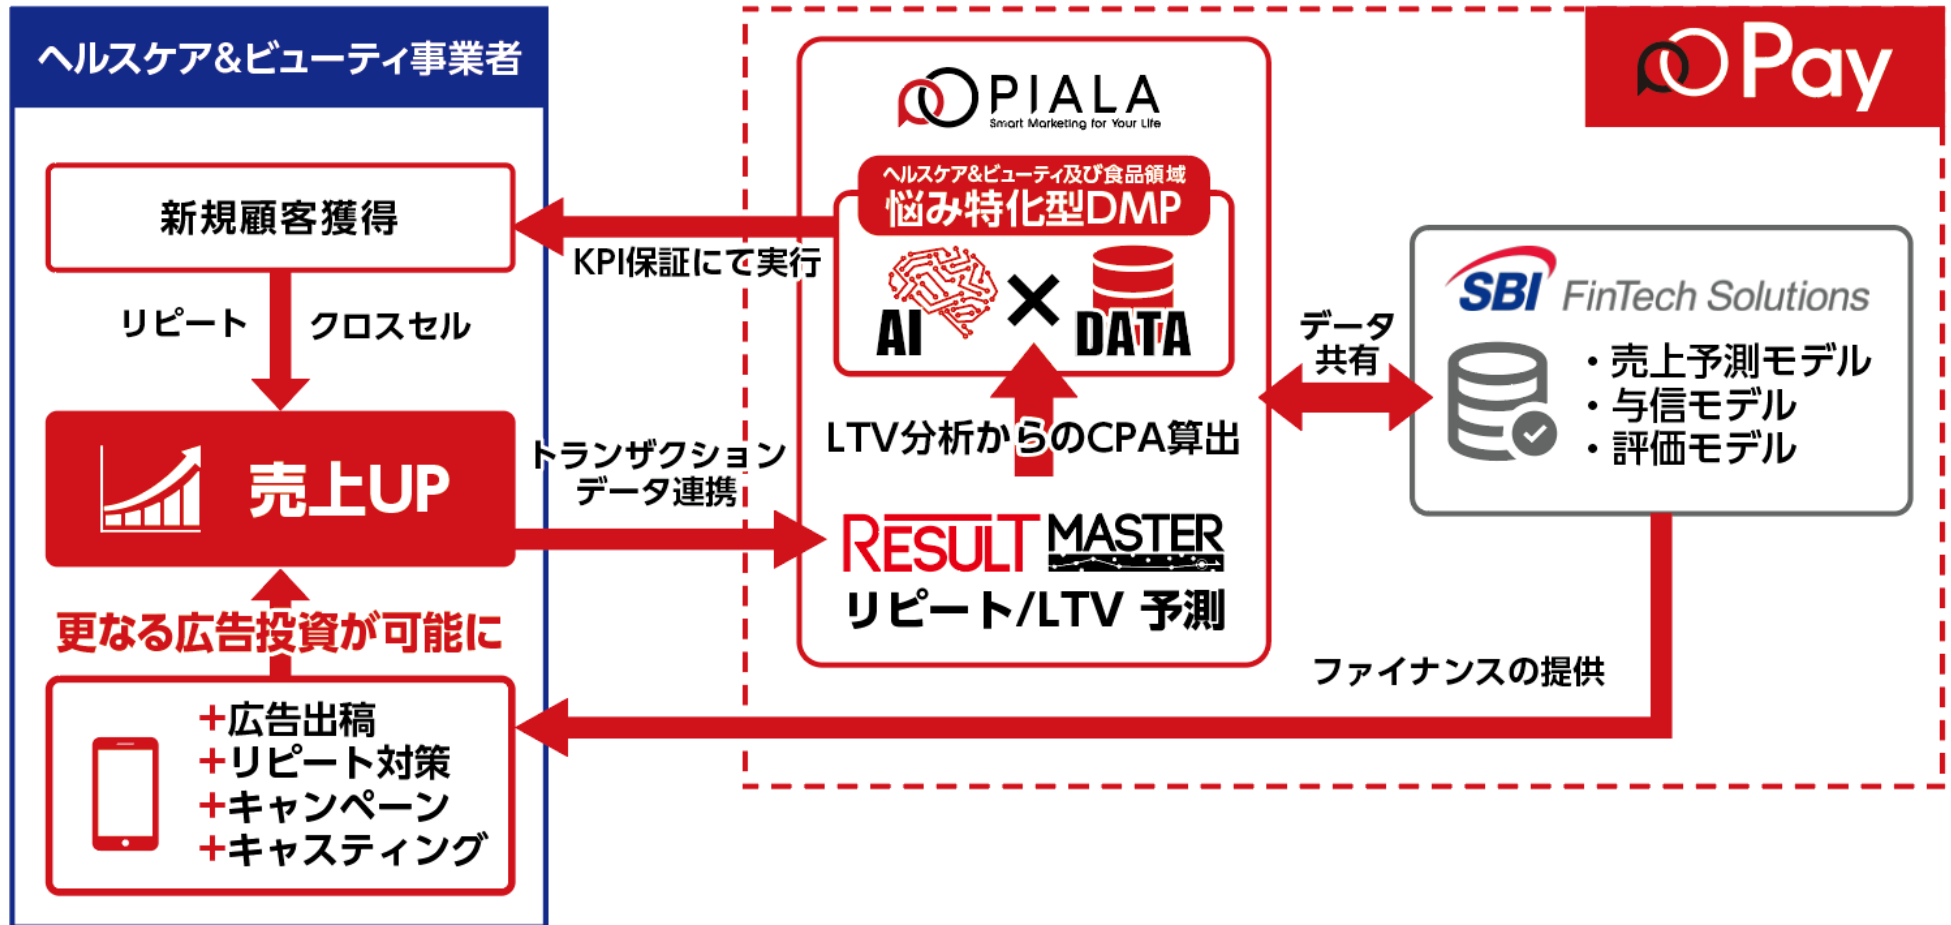 ヘルスケア&ビューティ事業者
新規顧客獲得
リピート
クロスセル
売上UP
更なる広告投資が可能に
+広告出稿
+リピート対策
+キャンペーン
+キャスティング
KPI保証にて実行
トランザクション
データ連携
PIALA
Smart Marketing for Your Life
ヘルスケア&ビューティ及び食品領域
悩み特化型DMP
AI
×
DATA
LTV分析からのCPA算出
RESULT MASTER
リピート/LTV 予測
データ
共有
Pay
SBI FinTech Solutions
・売上予測モデル
・与信モデル
・評価モデル
ファイナンスの提供